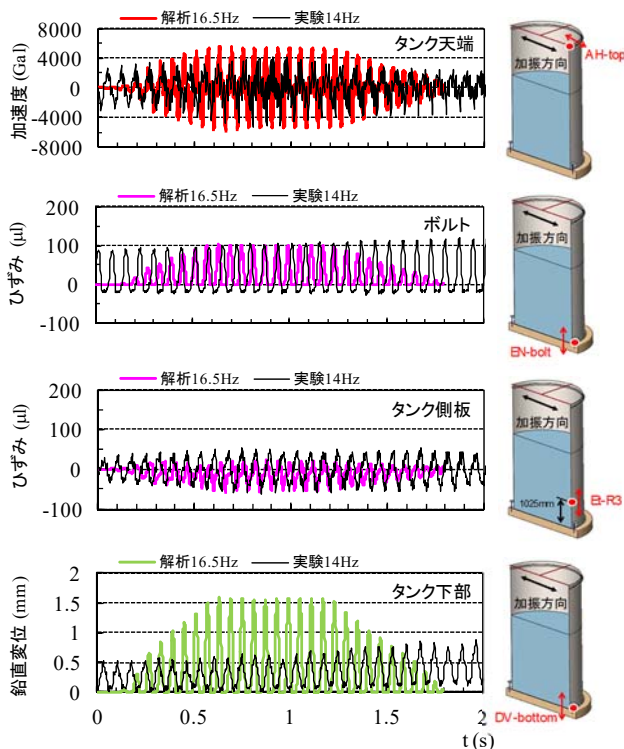 解析16.5Hz 実験14Hz
タンク天端
加速度 (Gal)
8000
4000
0
-4000
-8000
加振方向
AH-top
解析16.5Hz 実験14Hz
ボルト
ひずみ (μl)
200
100
0
-100
加振方向
EN-bolt
解析16.5Hz 実験14Hz
タンク側板
ひずみ (μl)
200
100
0
-100
加振方向
1025mm
Et-R3
解析16.5Hz 実験14Hz
タンク下部
鉛直変位 (mm)
2
1.5
1
0.5
0
0 0.5 1 1.5 2
t (s)
加振方向
DV-bottom